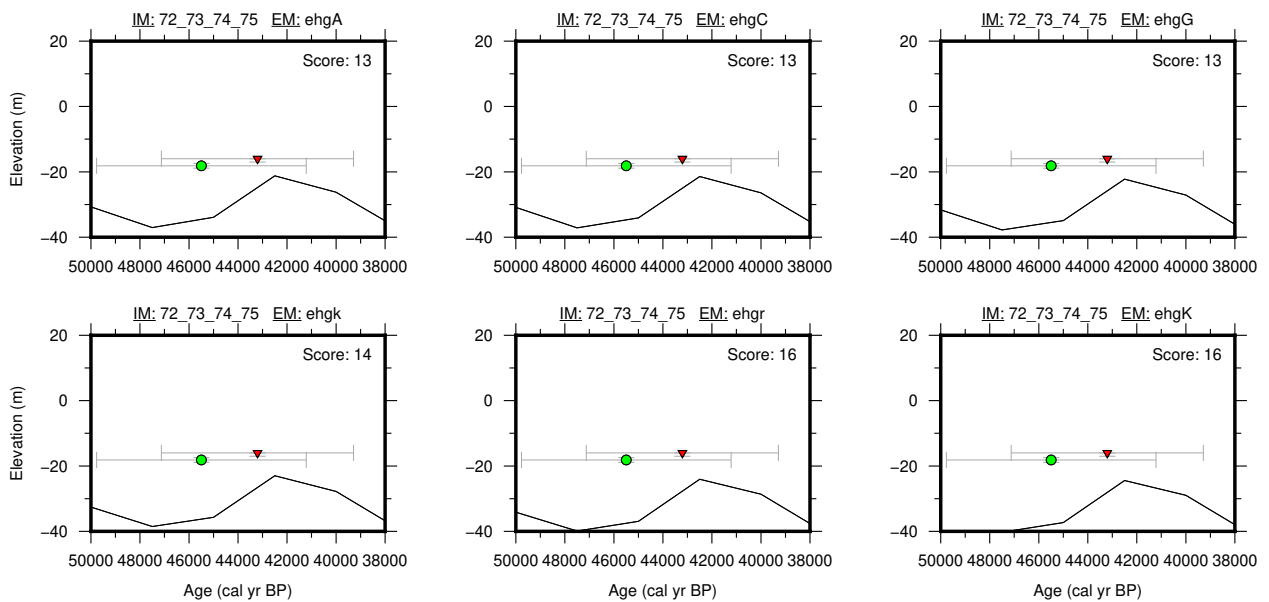 IM: 72_73_74_75 EM: ehgA
IM: 72_73_74_75 EM: ehgC
IM: 72_73_74_75 EM: ehgG
20
Score: 13
0
−20
−40
Elevation (m)
50000 48000 46000 44000 42000 40000 38000
20
Score: 13
0
−20
−40
50000 48000 46000 44000 42000 40000 38000
20
Score: 13
0
−20
−40
50000 48000 46000 44000 42000 40000 38000
IM: 72_73_74_75 EM: ehgk
IM: 72_73_74_75 EM: ehgr
IM: 72_73_74_75 EM: ehgK
20
Score: 14
0
−20
−40
Elevation (m)
50000 48000 46000 44000 42000 40000 38000
Age (cal yr BP)
20
Score: 16
0
−20
−40
50000 48000 46000 44000 42000 40000 38000
Age (cal yr BP)
20
Score: 16
0
−20
−40
50000 48000 46000 44000 42000 40000 38000
Age (cal yr BP)